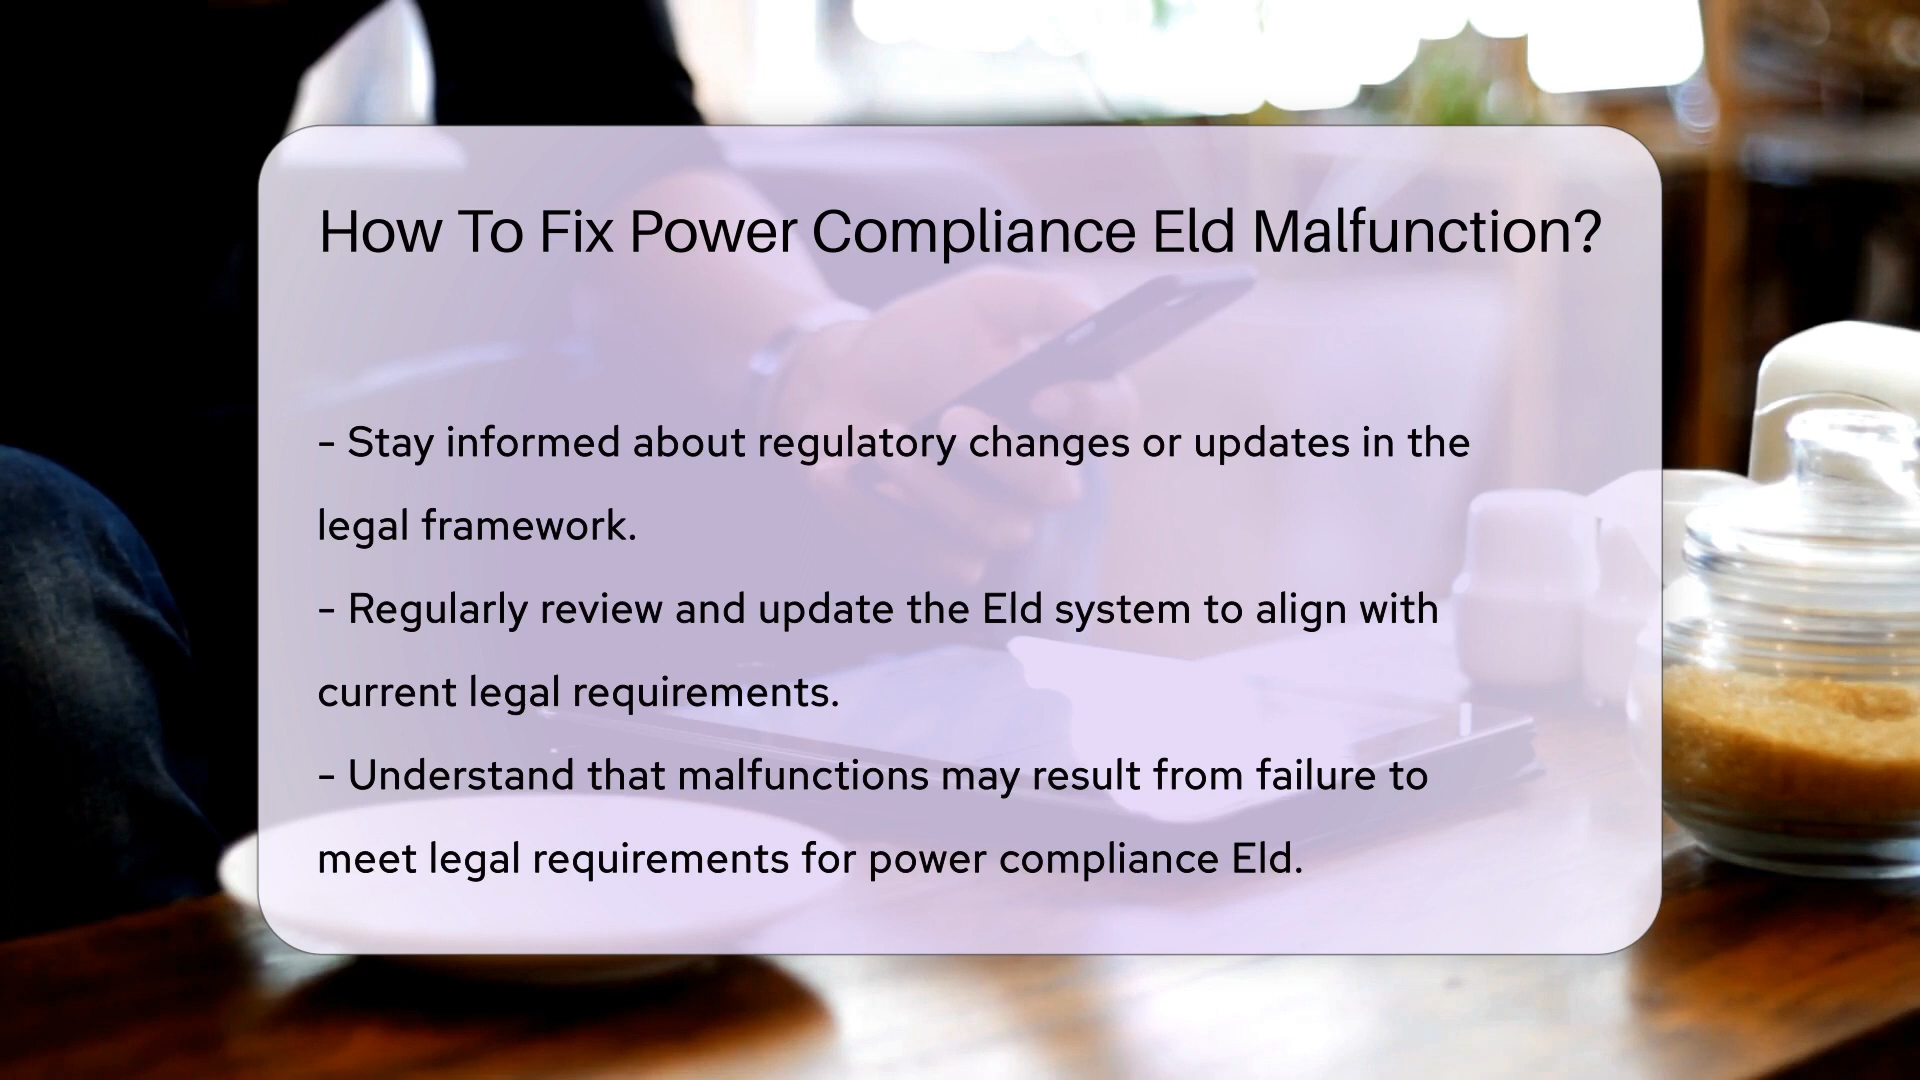 How To Fix Power Compliance Eld Malfunction?
- Stay informed about regulatory changes or updates in the
legal framework.
- Regularly review and update the Eld system to align with
current legal requirements.
- Understand that malfunctions may result from failure to
meet legal requirements for power compliance Eld.